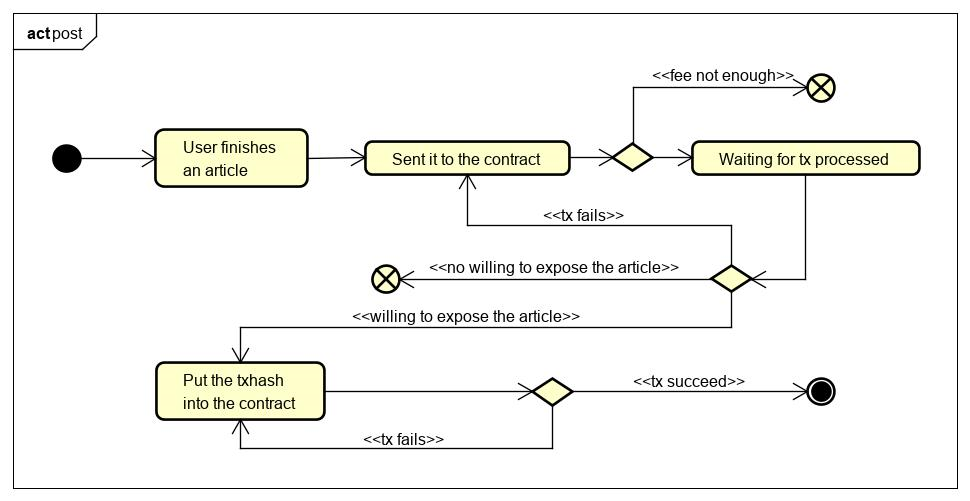 act post
<<fee not enough>>
User finishes
an article
Sent it to the contract
Waiting for tx processed
<<tx fails>>
<<no willing to expose the article>>
<<willing to expose the article>>
Put the txhash
into the contract
<<tx succeed>>
<<tx fails>>